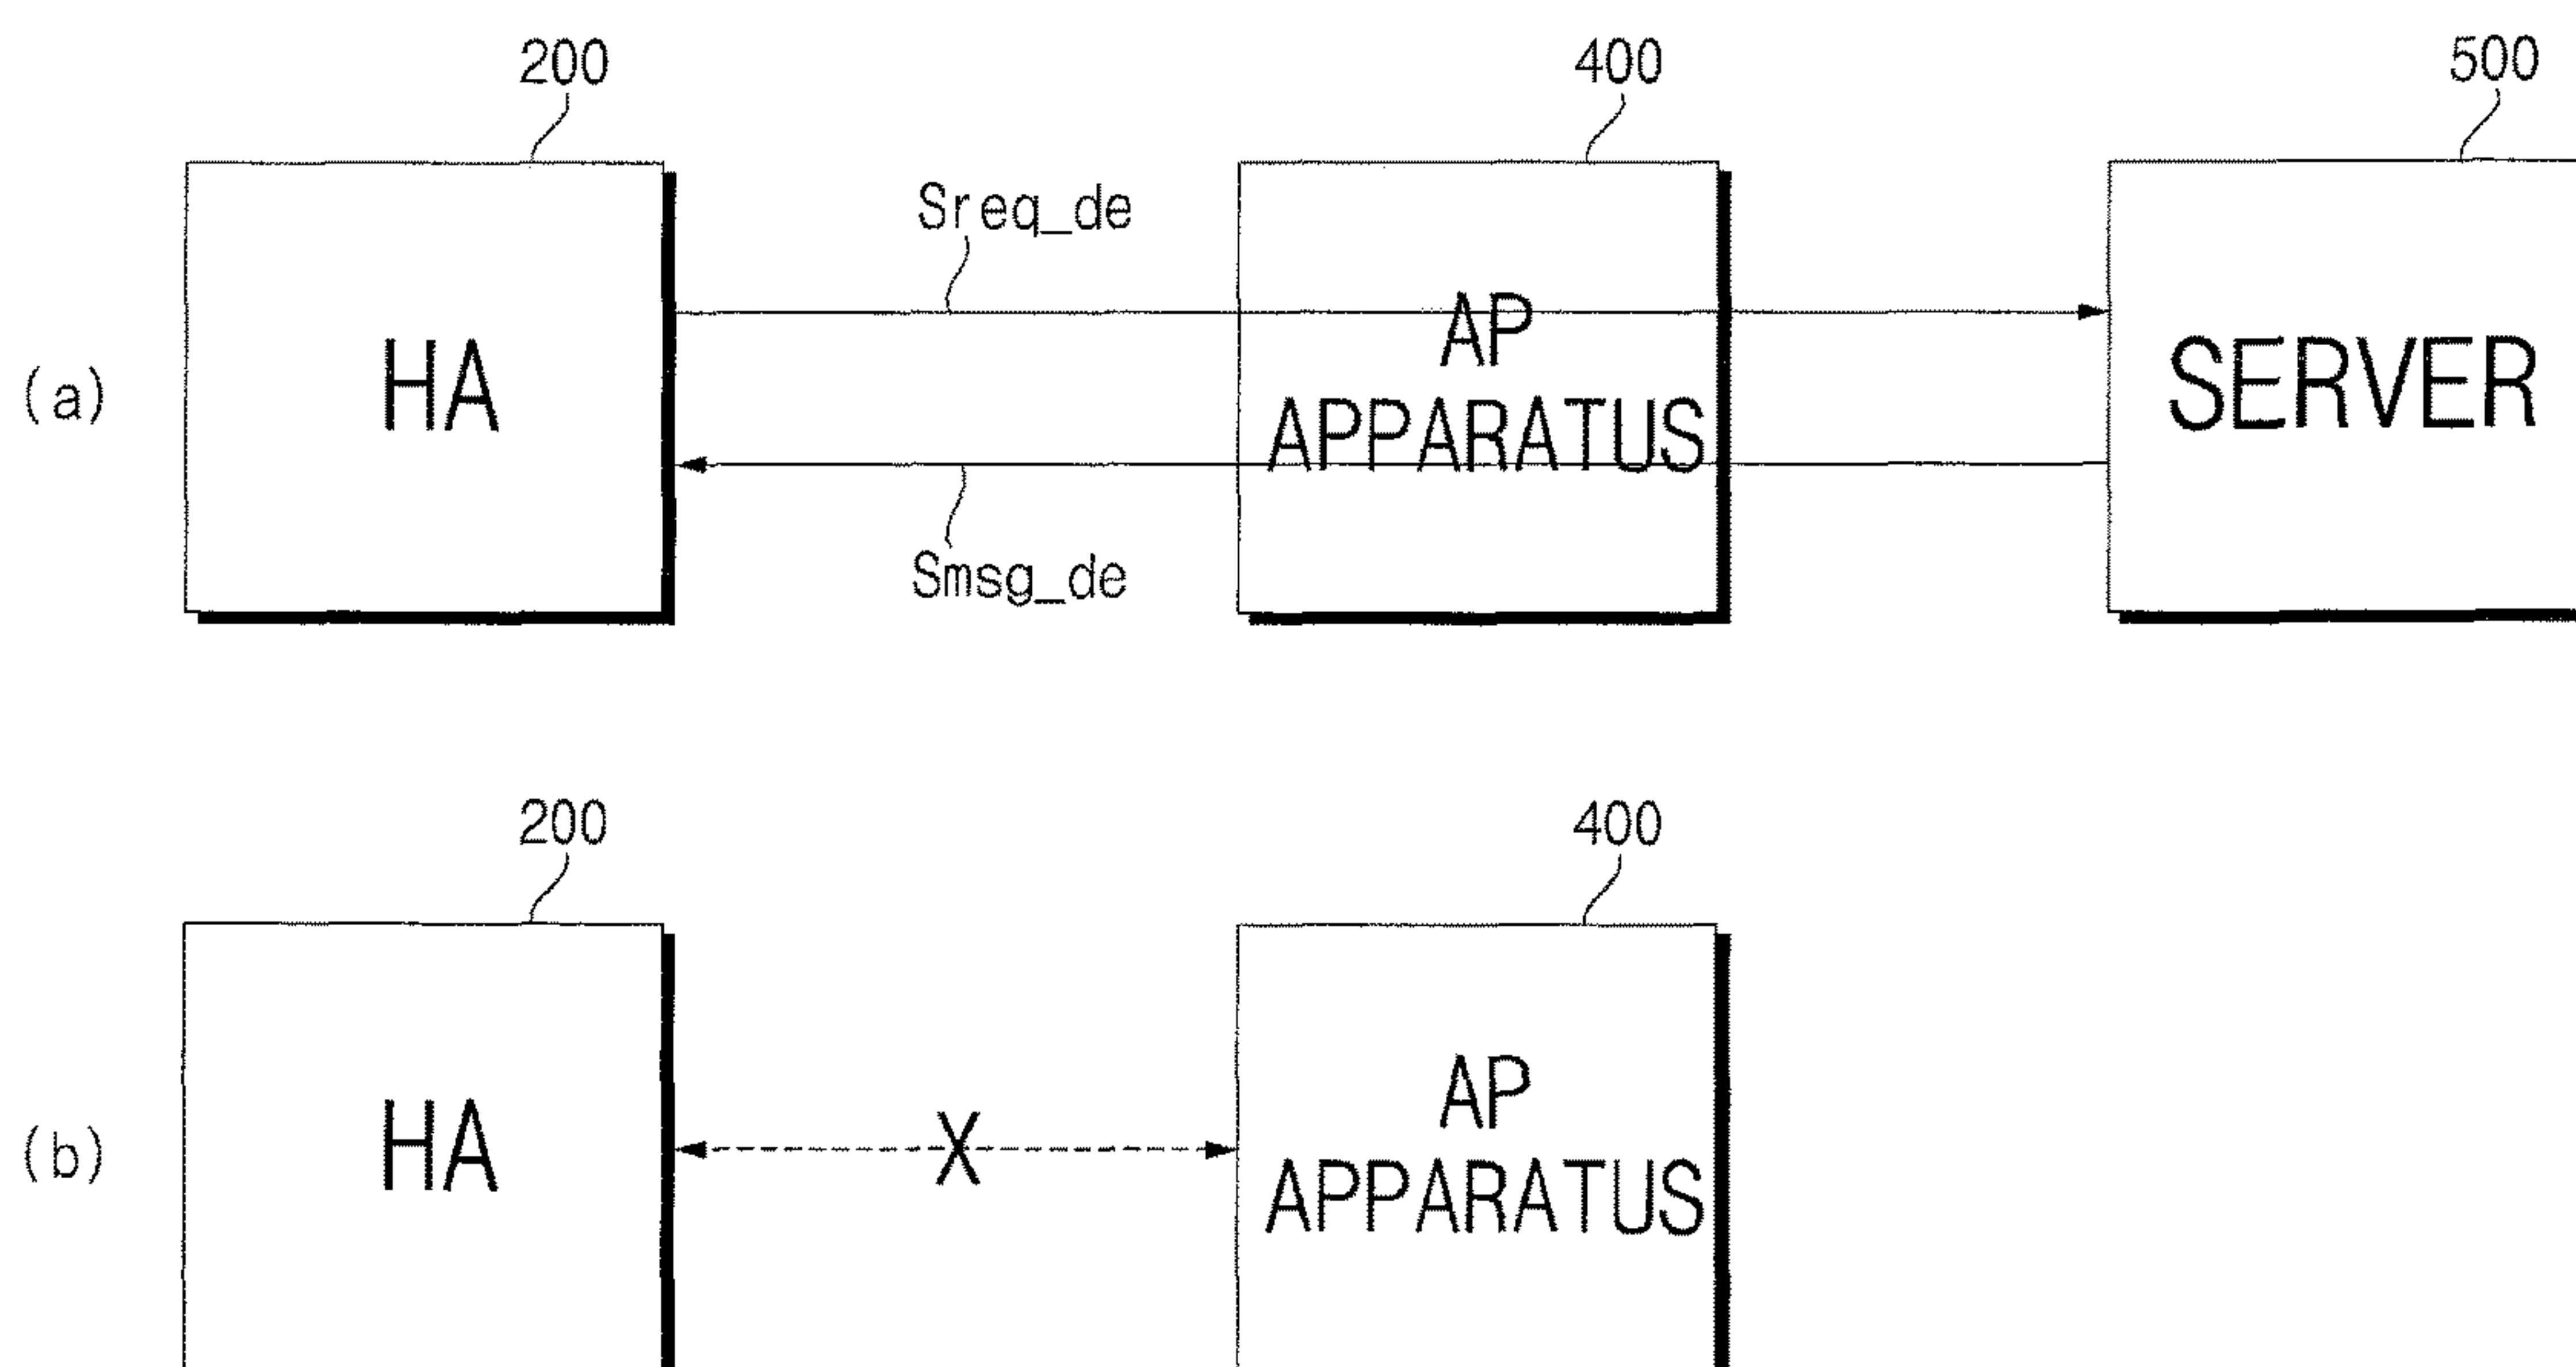 200
400
500
Sreq_de
(a)
HA
AP
APPARATUS
SERVER
Smsg_de
200
400
(b)
HA
X
AP
APPARATUS